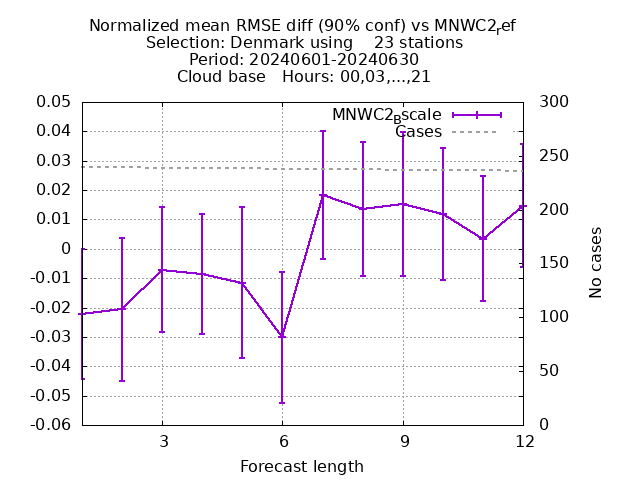 Normalized mean RMSE diff (90% conf) vs MNWC2_ref
Selection: Denmark using 23 stations
Period: 20240601-20240630
Cloud base Hours: 00,03,...,21
MNWC2_Bscale
Cases
0.05
0.04
0.03
0.02
0.01
0
-0.01
-0.02
-0.03
-0.04
-0.05
-0.06
300
250
200
150
100
50
0
No cases
3 6 9 12
Forecast length